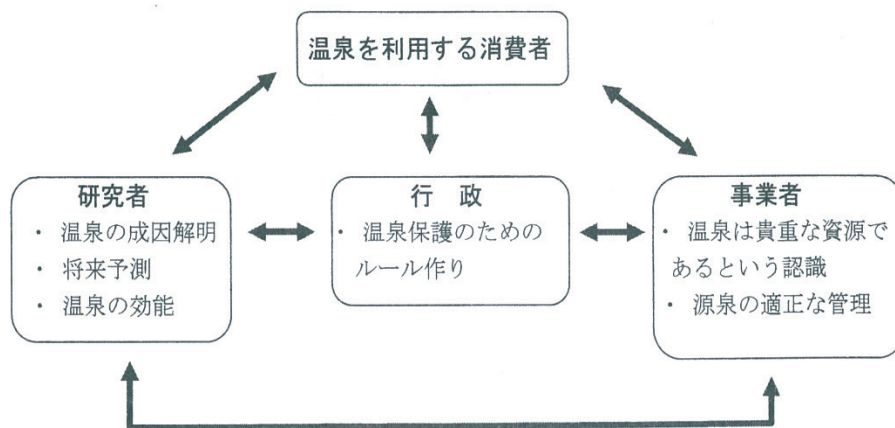 温泉を利用する消費者
研究者
・ 温泉の成因解明
・ 将来予測
・ 温泉の効能
行 政
・ 温泉保護のための
ルール作り
事業者
・ 温泉は貴重な資源で
あるという認識
・ 源泉の適正な管理